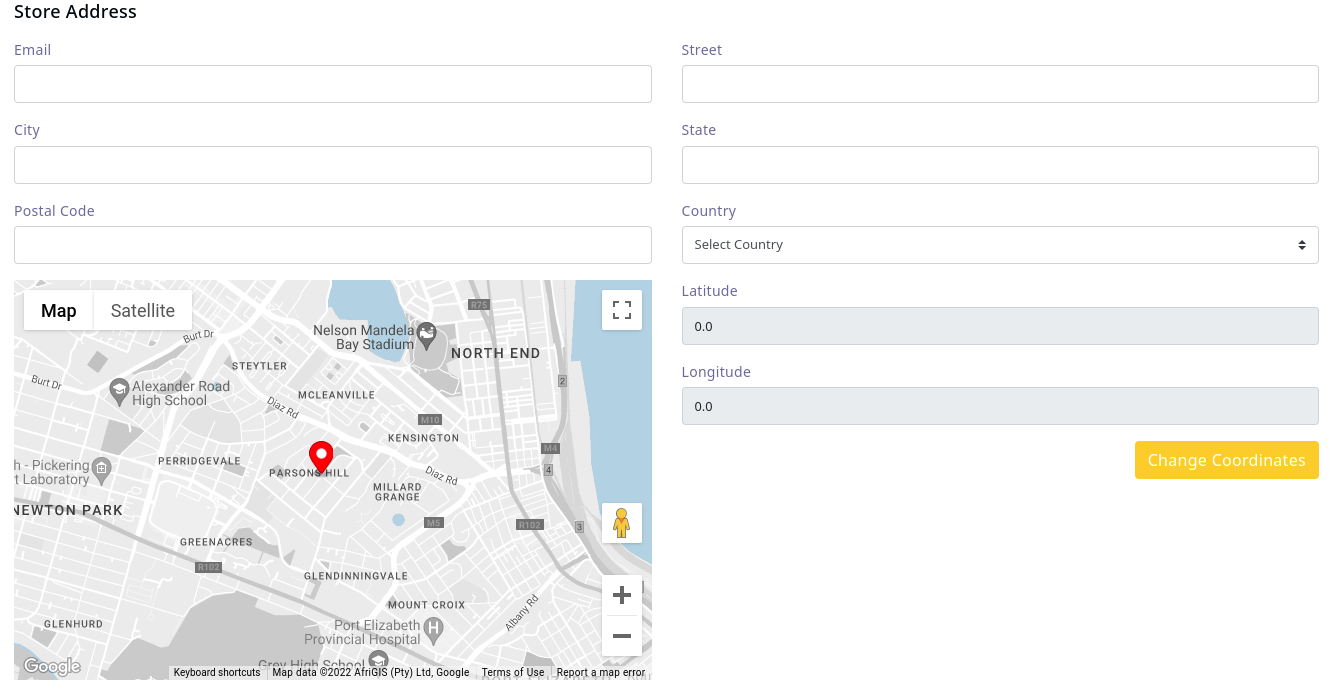 Store Address
Email
Street
City
State
Postal Code
Country
Select Country
Latitude
0.0
Longitude
0.0
Change Coordinates
Map
Satellite
R75
Nelson Mandela
Bay Stadium
NORTH END
Burt Dr
STEYTLER
Burt Dr
Alexander Road
High School
2
MCLEANVILLE
Diaz Rd
M10
KENSINGTON
M4
PERRIDGEVALE
h - Pickering
t Laboratory
PARSONS HILL
Diaz Rd
4
MILLARD
GRANGE
NEWTON PARK
M5
R102
3
GREENACRES
R102
GLENDINNINGVALE
MOUNT CROIX
Albany Rd
GLENHURD
Port Elizabeth
Provincial Hospital
Grey High School
Google
Keyboard shortcuts
Map data ©2022 AfriGIS (Pty) Ltd, Google
Terms of Use
Report a map error